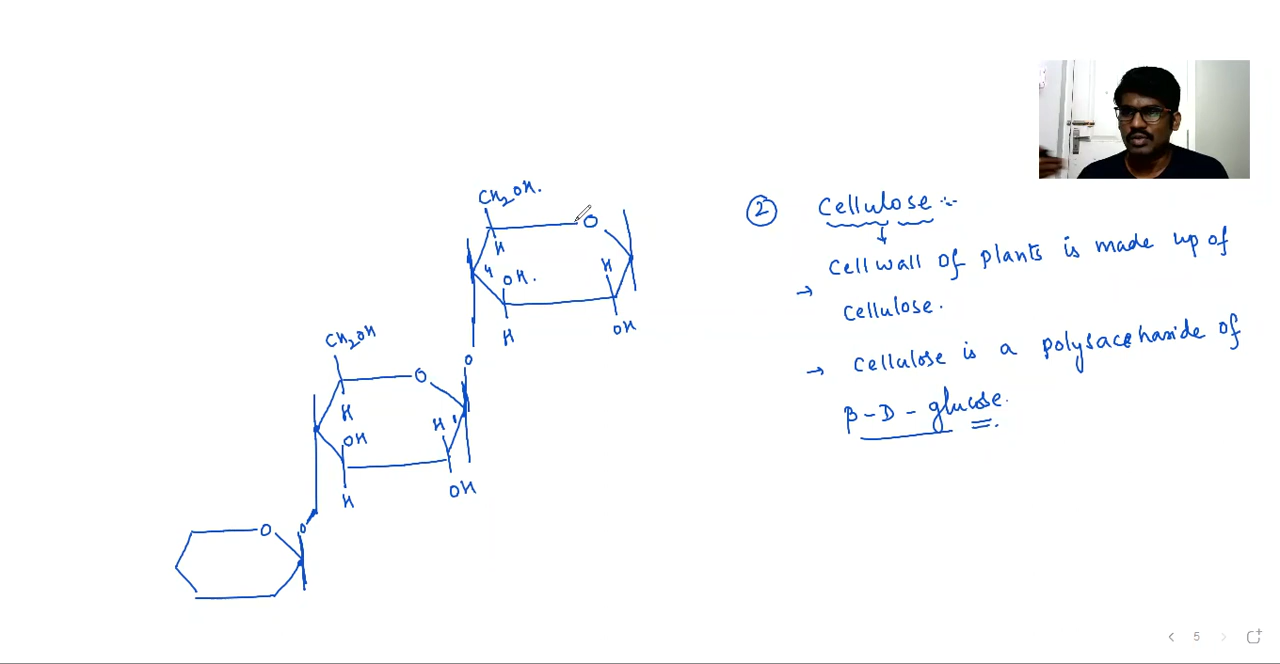 CH2OH.
O
H
4
OH.
H
H
OH
O
CH2OH
O
H
H 1
OH
H
OH
O
O
② Cellulose :-
Cell wall of plants is made up of
→ Cellulose.
→ Cellulose is a polysaccharide of
β-D-glucose.
5